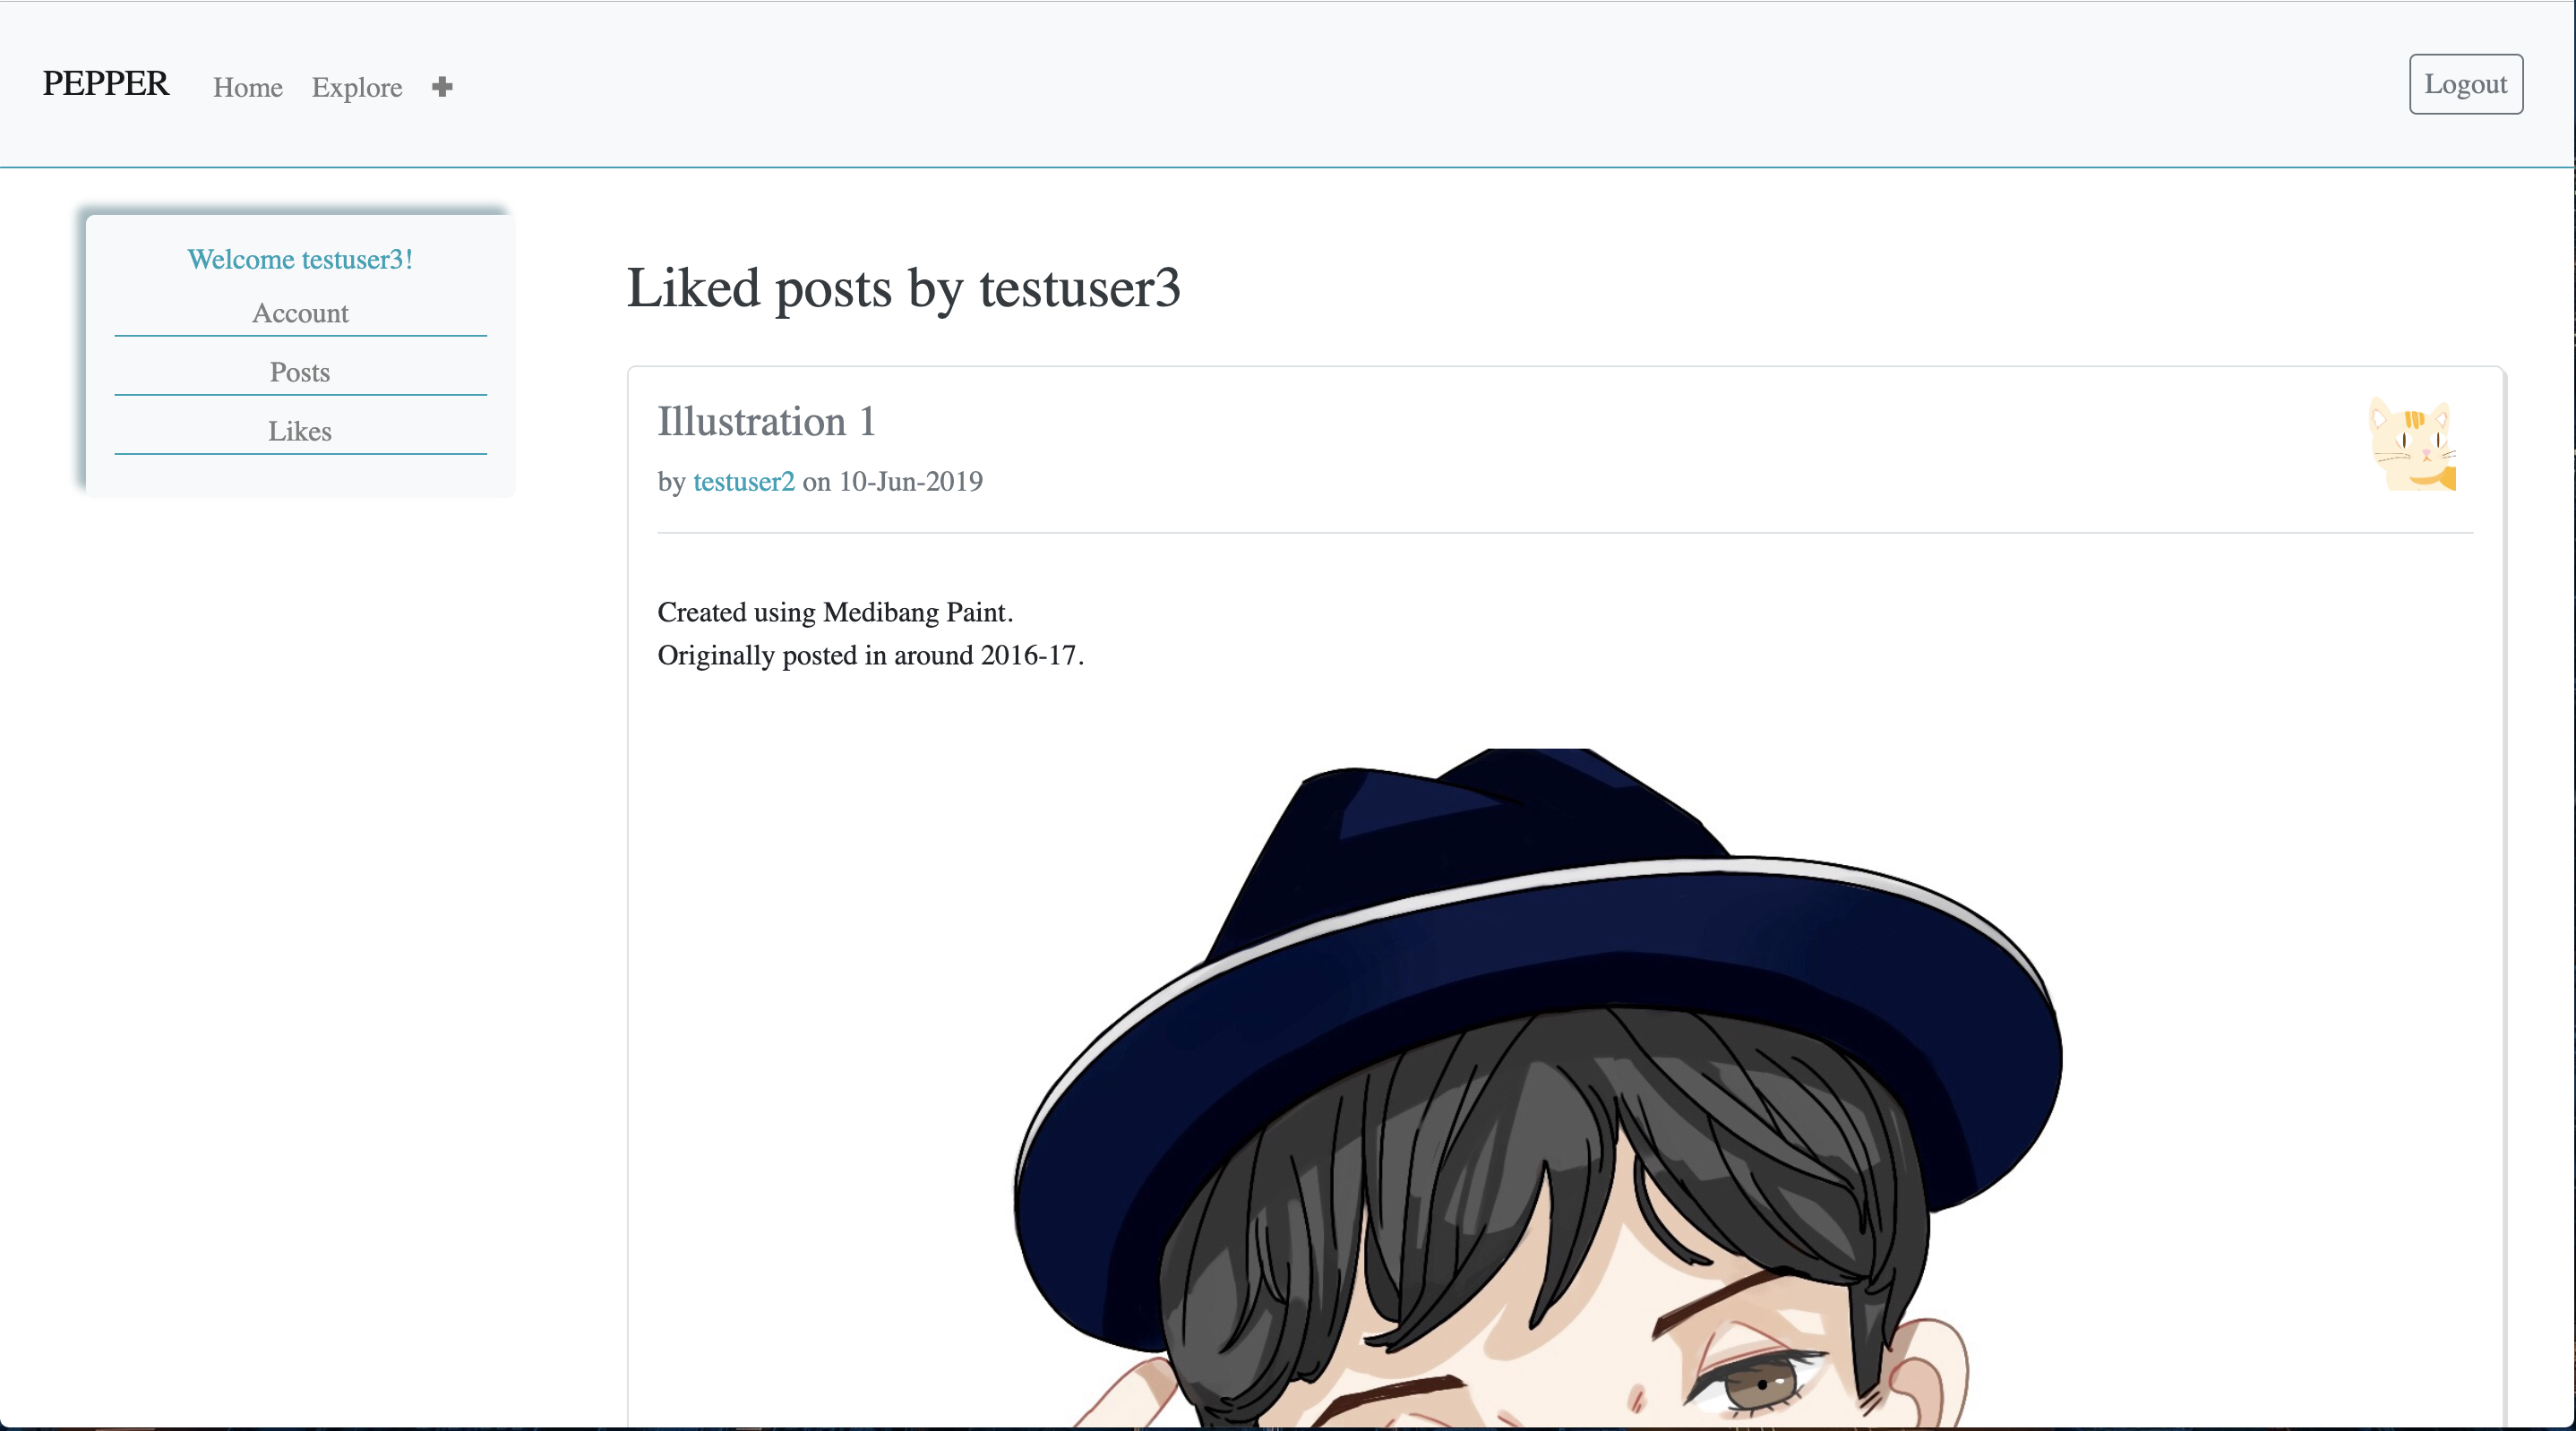 PEPPER Home Explore Logout
Welcome testuser3!
Account
Posts
Likes
Liked posts by testuser3
Illustration 1
by testuser2 on 10-Jun-2019
Created using Medibang Paint.
Originally posted in around 2016-17.